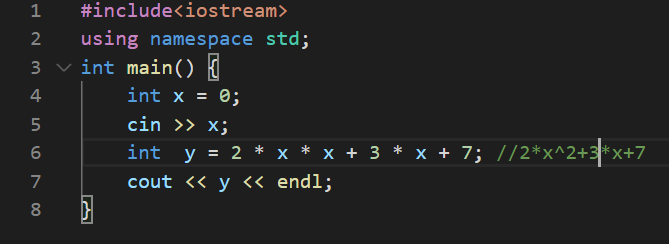 1 #include<iostream>
2 using namespace std;
3 int main() {
4 int x = 0;
5 cin >> x;
6 int  y = 2 * x * x + 3 * x + 7; //2*x^2+3*x+7
7 cout << y << endl;
8 }